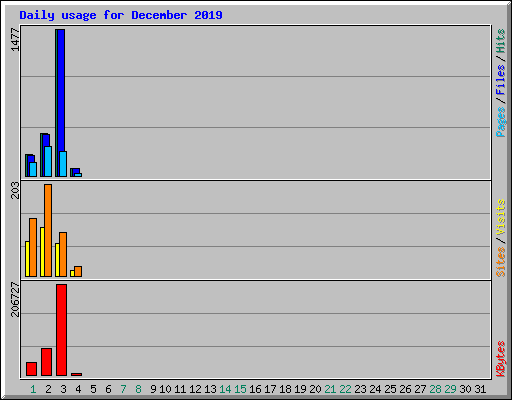 Daily usage for December 2019
1477
Pages / Files / Hits
203
Sites / Visits
206727
KBytes
1 2 3 4 5 6 7 8 9 10 11 12 13 14 15 16 17 18 19 20 21 22 23 24 25 26 27 28 29 30 31